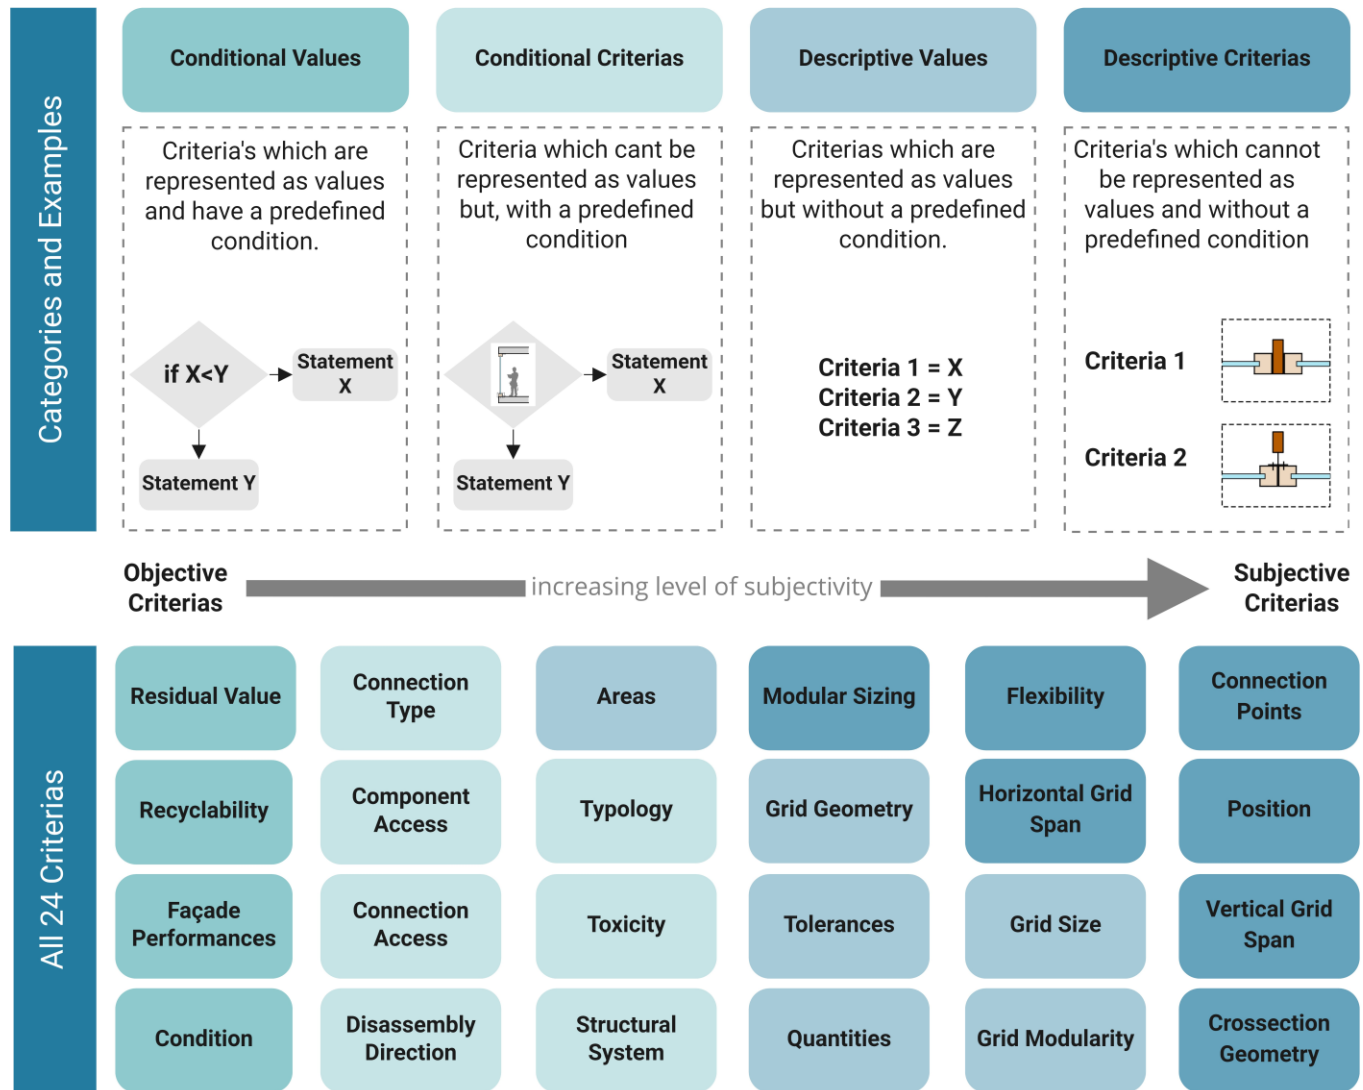 Categories and Examples
Conditional Values
Conditional Criterias
Descriptive Values
Descriptive Criterias
Criteria's which are
represented as values
and have a predefined
condition.
Criteria which cant be
represented as values
but, with a predefined
condition
Criterias which are
represented as values
but without a predefined
condition.
Criteria's which cannot
be represented as
values and without a
predefined condition
if X<Y
Statement
X
Statement Y
Statement
X
Statement Y
Criteria 1 = X
Criteria 2 = Y
Criteria 3 = Z
Criteria 1
Criteria 2
Objective
Criterias
increasing level of subjectivity
Subjective
Criterias
All 24 Criterias
Residual Value
Connection
Type
Areas
Modular Sizing
Flexibility
Connection
Points
Recyclability
Component
Access
Typology
Grid Geometry
Horizontal Grid
Span
Position
Façade
Performances
Connection
Access
Toxicity
Tolerances
Grid Size
Vertical Grid
Span
Condition
Disassembly
Direction
Structural
System
Quantities
Grid Modularity
Crossection
Geometry